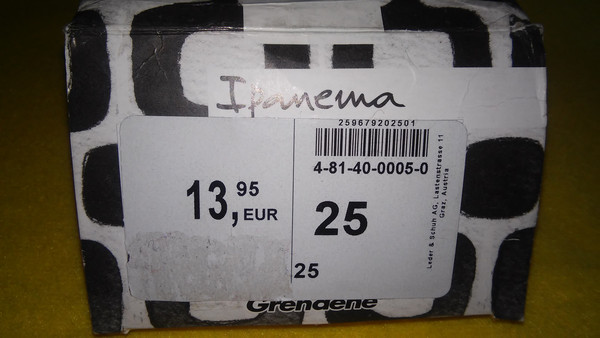 Ipanema
259679202501
4-81-40-0005-0
13,95 EUR
25
25
Leder & Schuh AG, Lastenstrasse 11
Graz, Austria
Grendene